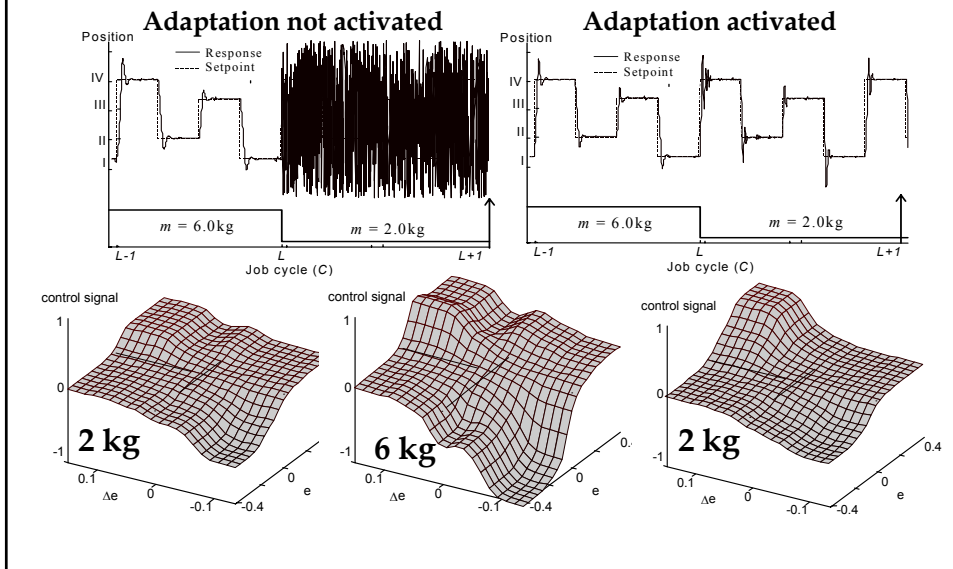 Adaptation not activated
Position
Response
Setpoint
IV
III
II
I
m = 6.0kg
m = 2.0kg
L-1
L
L+1
Job cycle (C)
Adaptation activated
Position
Response
Setpoint
IV
III
II
I
m = 6.0kg
m = 2.0kg
L-1
L
L+1
Job cycle (C)
control signal
1
0
-1
2 kg
0.1
0
-0.1
Δe
-0.4
0
e
control signal
1
0
-1
6 kg
0.1
0
-0.1
Δe
-0.4
0
0.
e
control signal
1
0
-1
2 kg
0.1
0
-0.1
Δe
-0.4
0
0.4
e